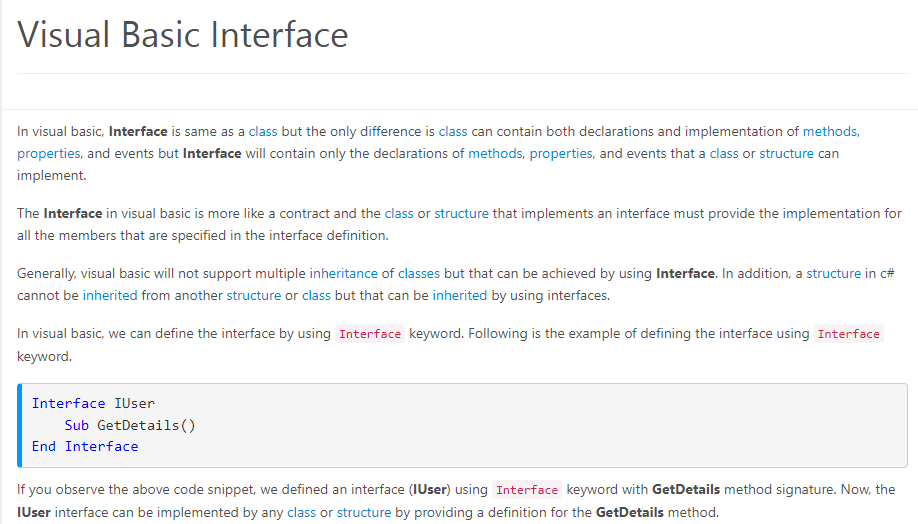 Visual Basic Interface
In visual basic, Interface is same as a class but the only difference is class can contain both declarations and implementation of methods,
properties, and events but Interface will contain only the declarations of methods, properties, and events that a class or structure can
implement.
The Interface in visual basic is more like a contract and the class or structure that implements an interface must provide the implementation for
all the members that are specified in the interface definition.
Generally, visual basic will not support multiple inheritance of classes but that can be achieved by using Interface. In addition, a structure in c#
cannot be inherited from another structure or class but that can be inherited by using interfaces.
In visual basic, we can define the interface by using Interface keyword. Following is the example of defining the interface using Interface
keyword.
Interface IUser
    Sub GetDetails()
End Interface
If you observe the above code snippet, we defined an interface (IUser) using Interface keyword with GetDetails method signature. Now, the
IUser interface can be implemented by any class or structure by providing a definition for the GetDetails method.